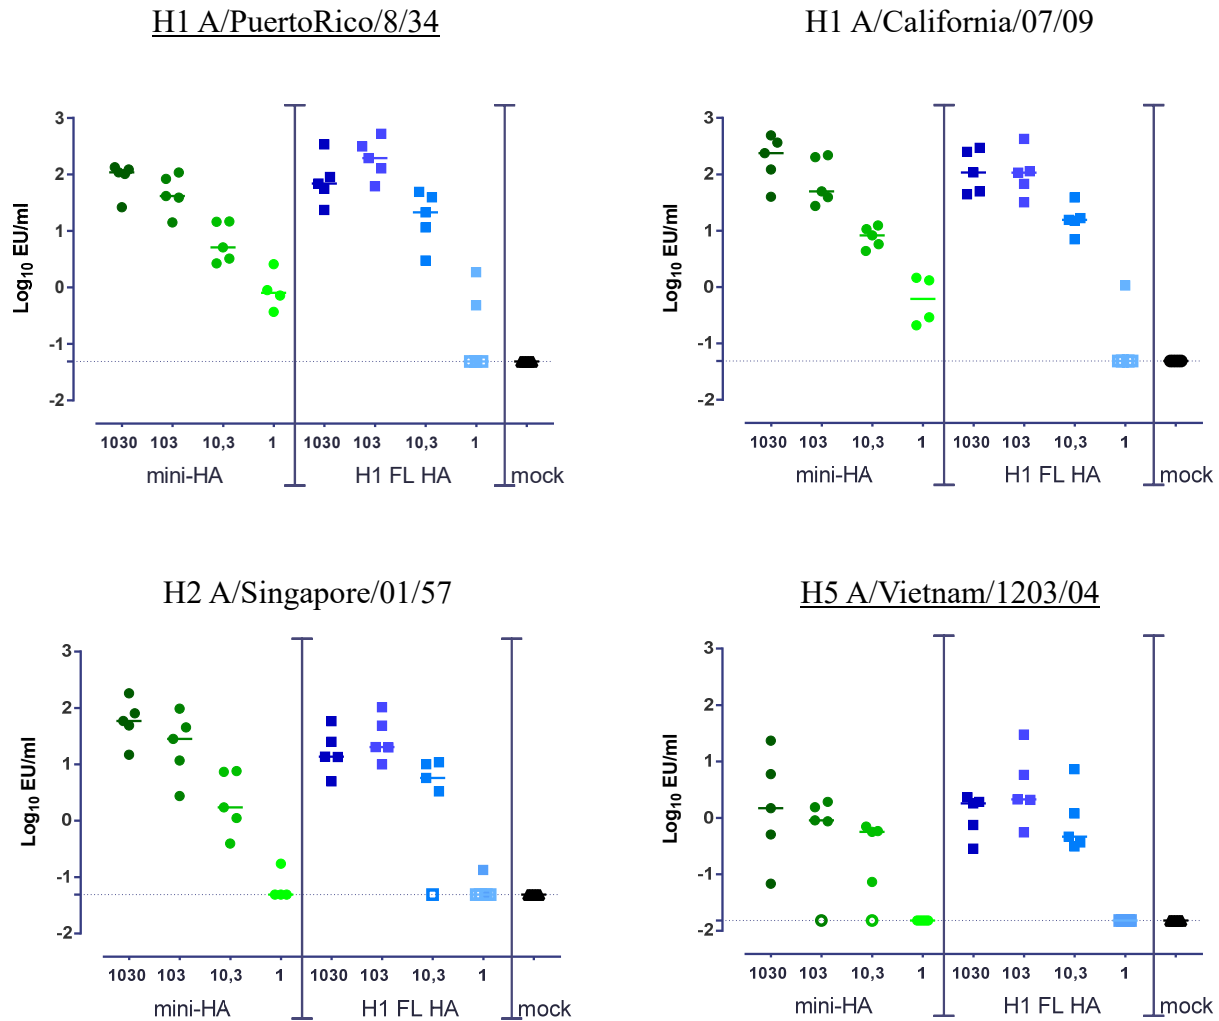 H1 A/PuertoRico/8/34
3
2
1
0
-1
-2
Log10 EU/ml
1030 103 10,3 1 1030 103 10,3 1
mini-HA H1 FL HA mock
H1 A/California/07/09
3
2
1
0
-1
-2
Log10 EU/ml
1030 103 10,3 1 1030 103 10,3 1
mini-HA H1 FL HA mock
H2 A/Singapore/01/57
3
2
1
0
-1
-2
Log10 EU/ml
1030 103 10,3 1 1030 103 10,3 1
mini-HA H1 FL HA mock
H5 A/Vietnam/1203/04
3
2
1
0
-1
-2
Log10 EU/ml
1030 103 10,3 1 1030 103 10,3 1
mini-HA H1 FL HA mock